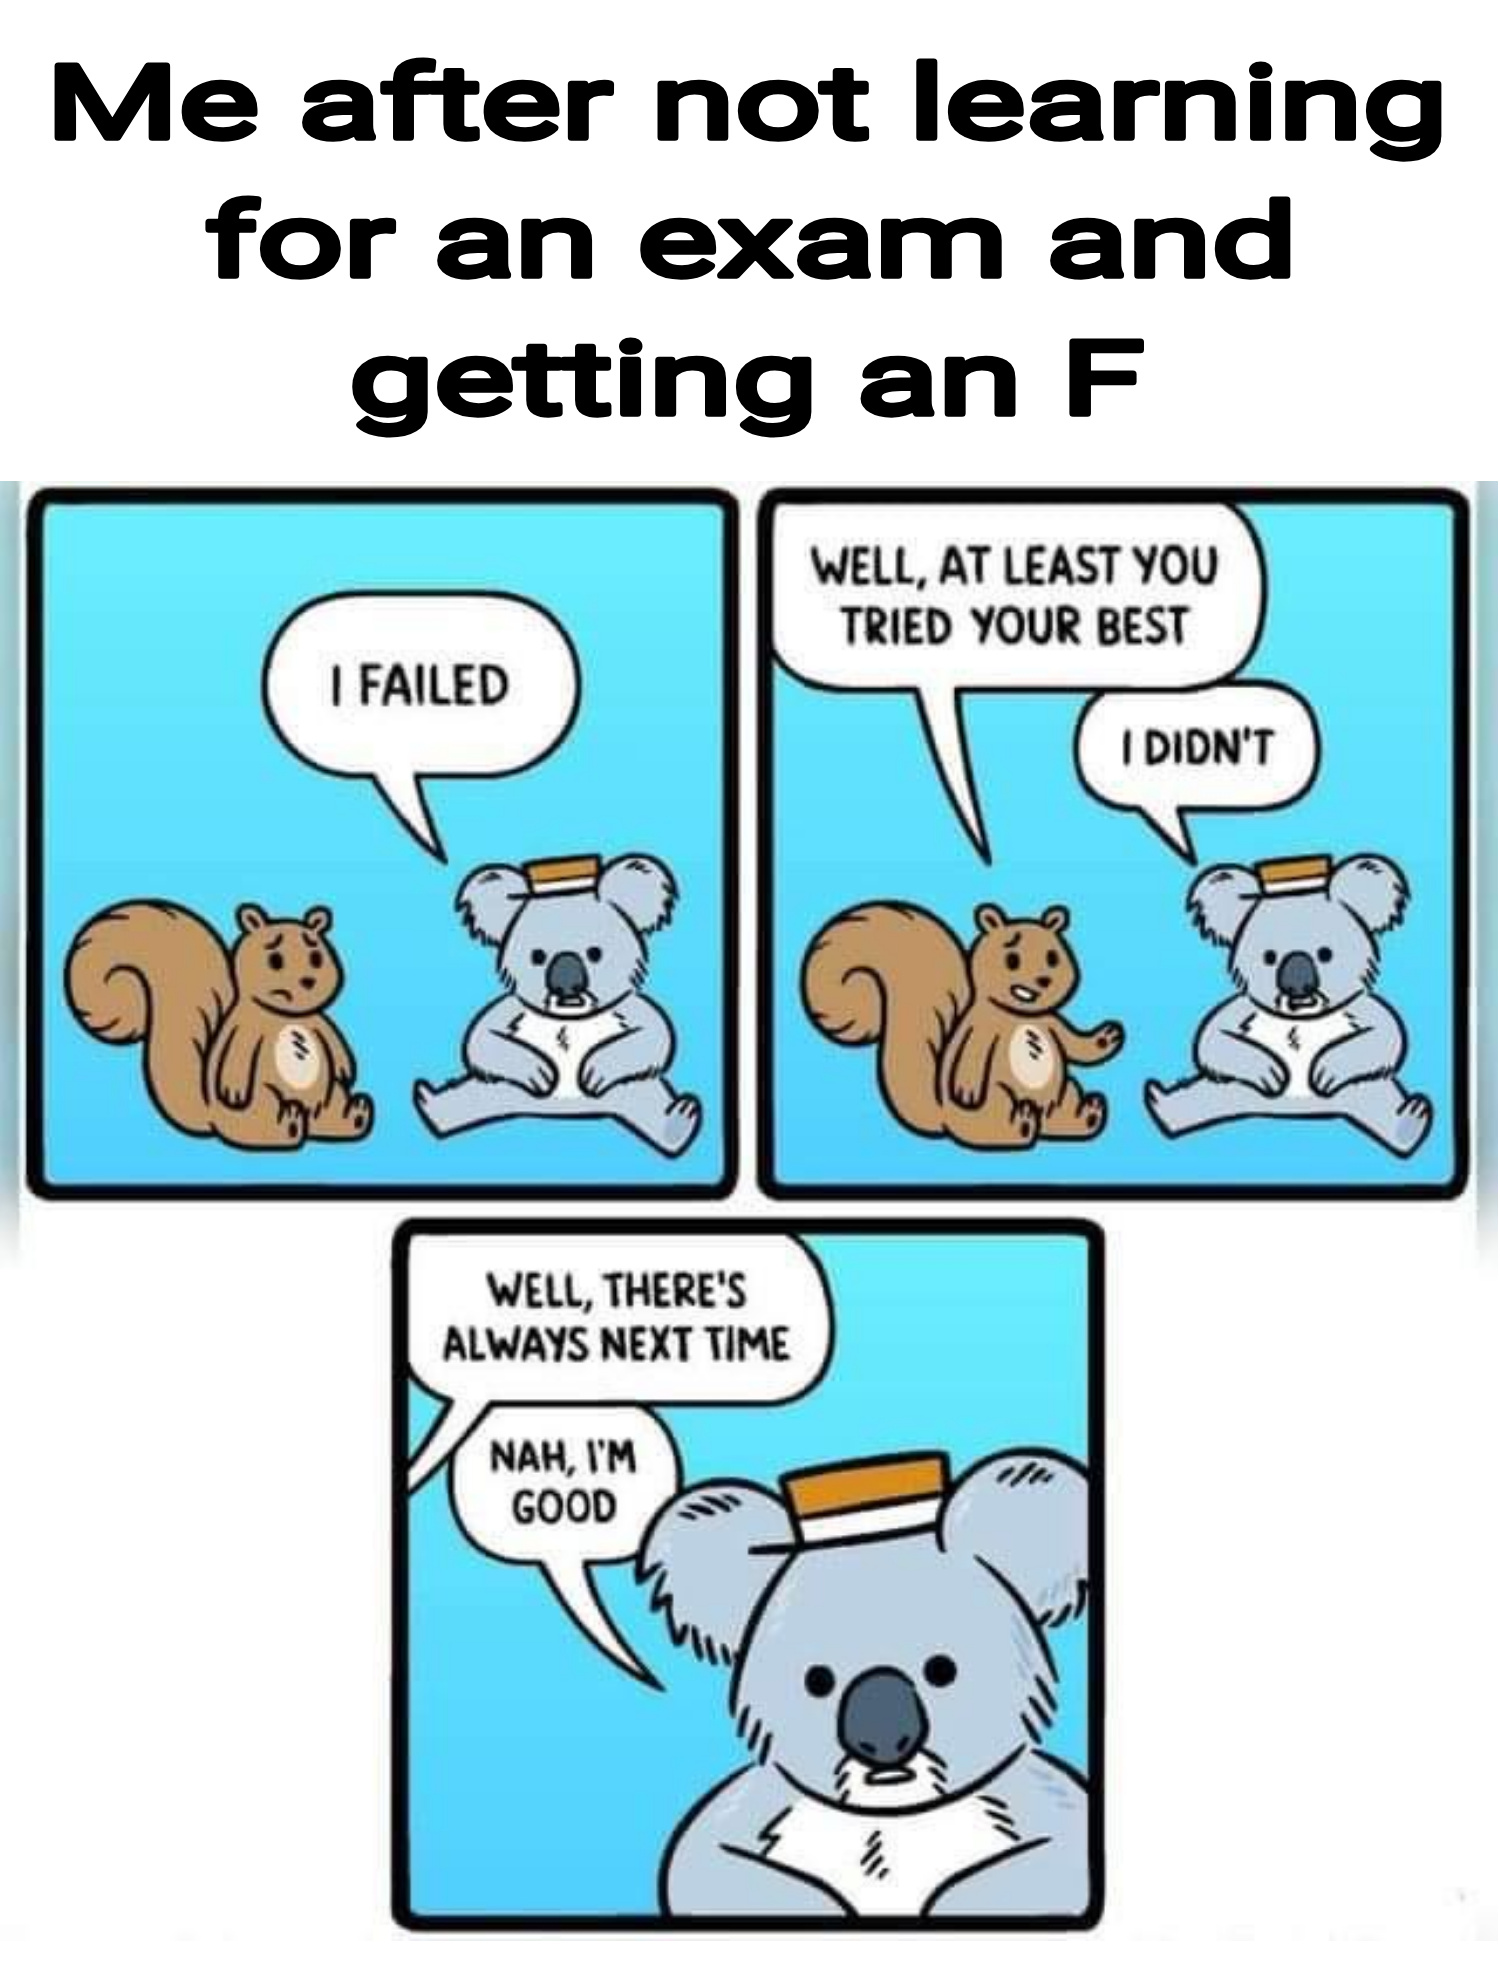 Me after not learning
for an exam and
getting an F
I FAILED
WELL, AT LEAST YOU
TRIED YOUR BEST
I DIDN'T
WELL, THERE'S
ALWAYS NEXT TIME
NAH, I'M
GOOD